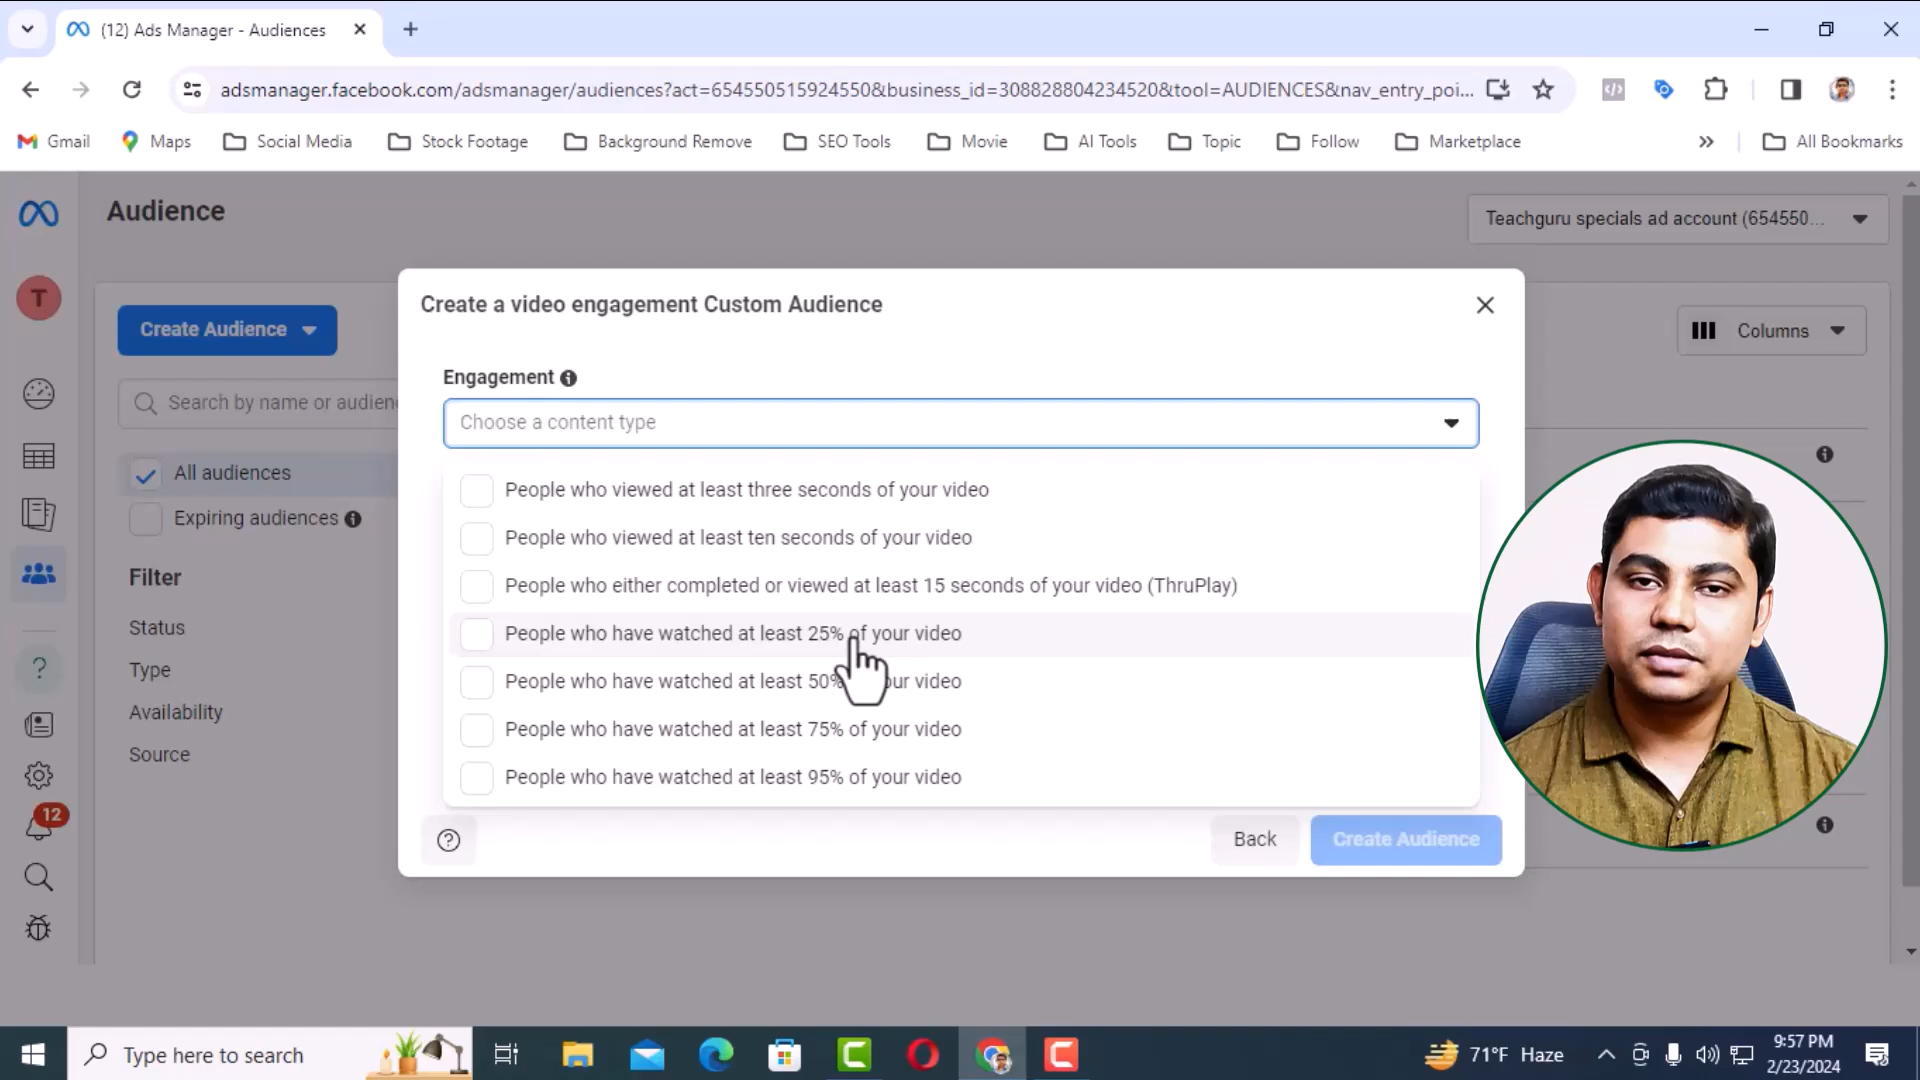 (12) Ads Manager - Audiences
adsmanager.facebook.com/adsmanager/audiences?act=654550515924550&business_id=308828804234520&tool=AUDIENCES&nav_entry_poi...
Gmail Maps Social Media Stock Footage Background Remove SEO Tools Movie AI Tools Topic Follow Marketplace » All Bookmarks
Audience
Teachguru specials ad account (654550...
T
Create Audience
Columns
Search by name or audien
All audiences
Expiring audiences
Filter
Status
Type
Availability
Source
12
Create a video engagement Custom Audience
Engagement
Choose a content type
People who viewed at least three seconds of your video
People who viewed at least ten seconds of your video
People who either completed or viewed at least 15 seconds of your video (ThruPlay)
People who have watched at least 25% of your video
People who have watched at least 50% your video
People who have watched at least 75% of your video
People who have watched at least 95% of your video
Back
Create Audience
Type here to search
71°F Haze
9:57 PM
2/23/2024